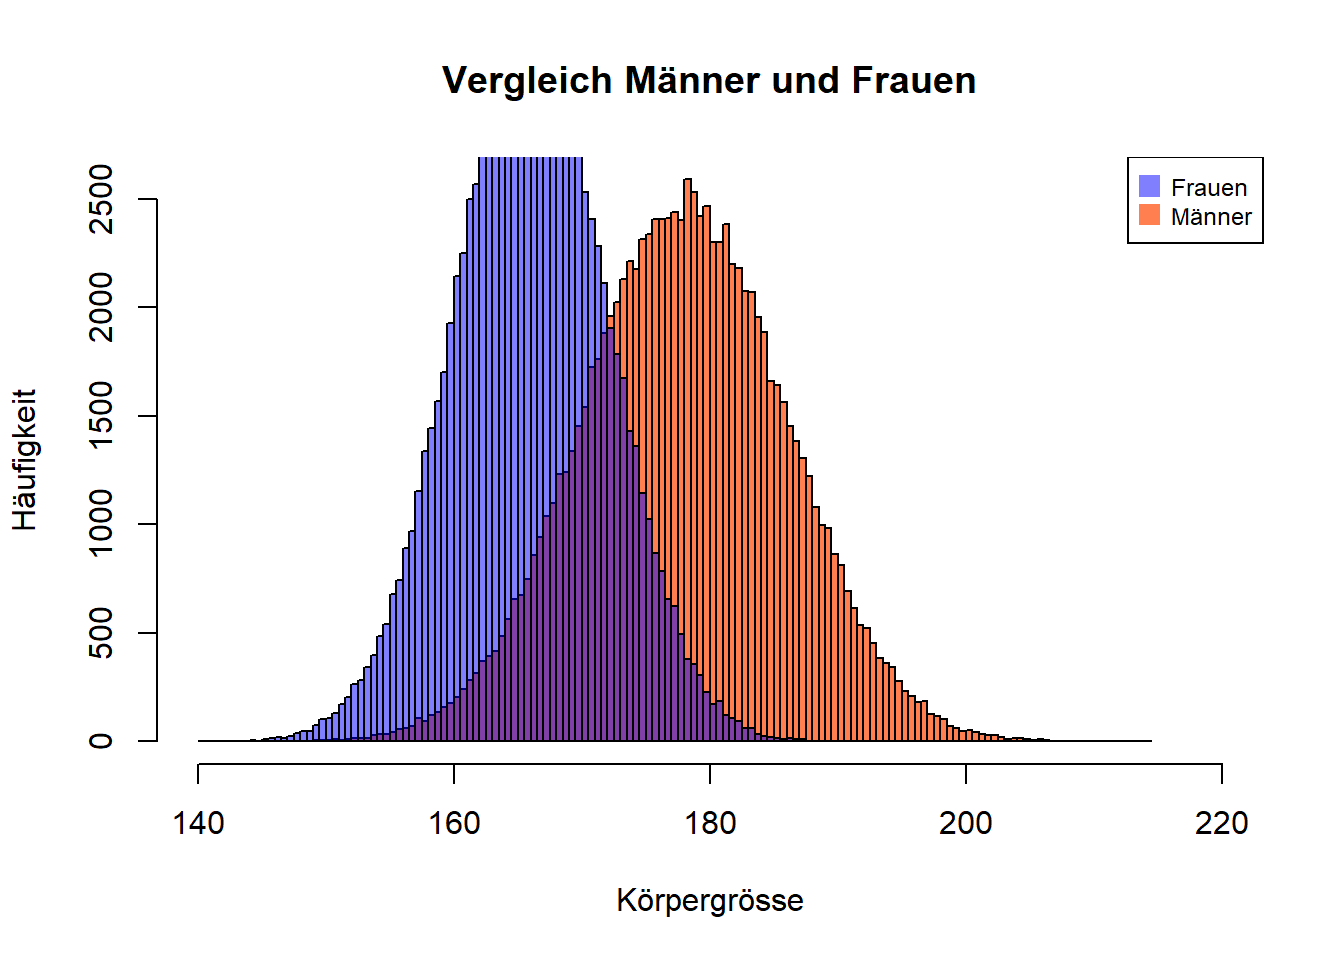 Vergleich Männer und Frauen
Frauen
Männer
2500
2000
1500
1000
500
0
Häufigkeit
140 160 180 200 220
Körpergrösse